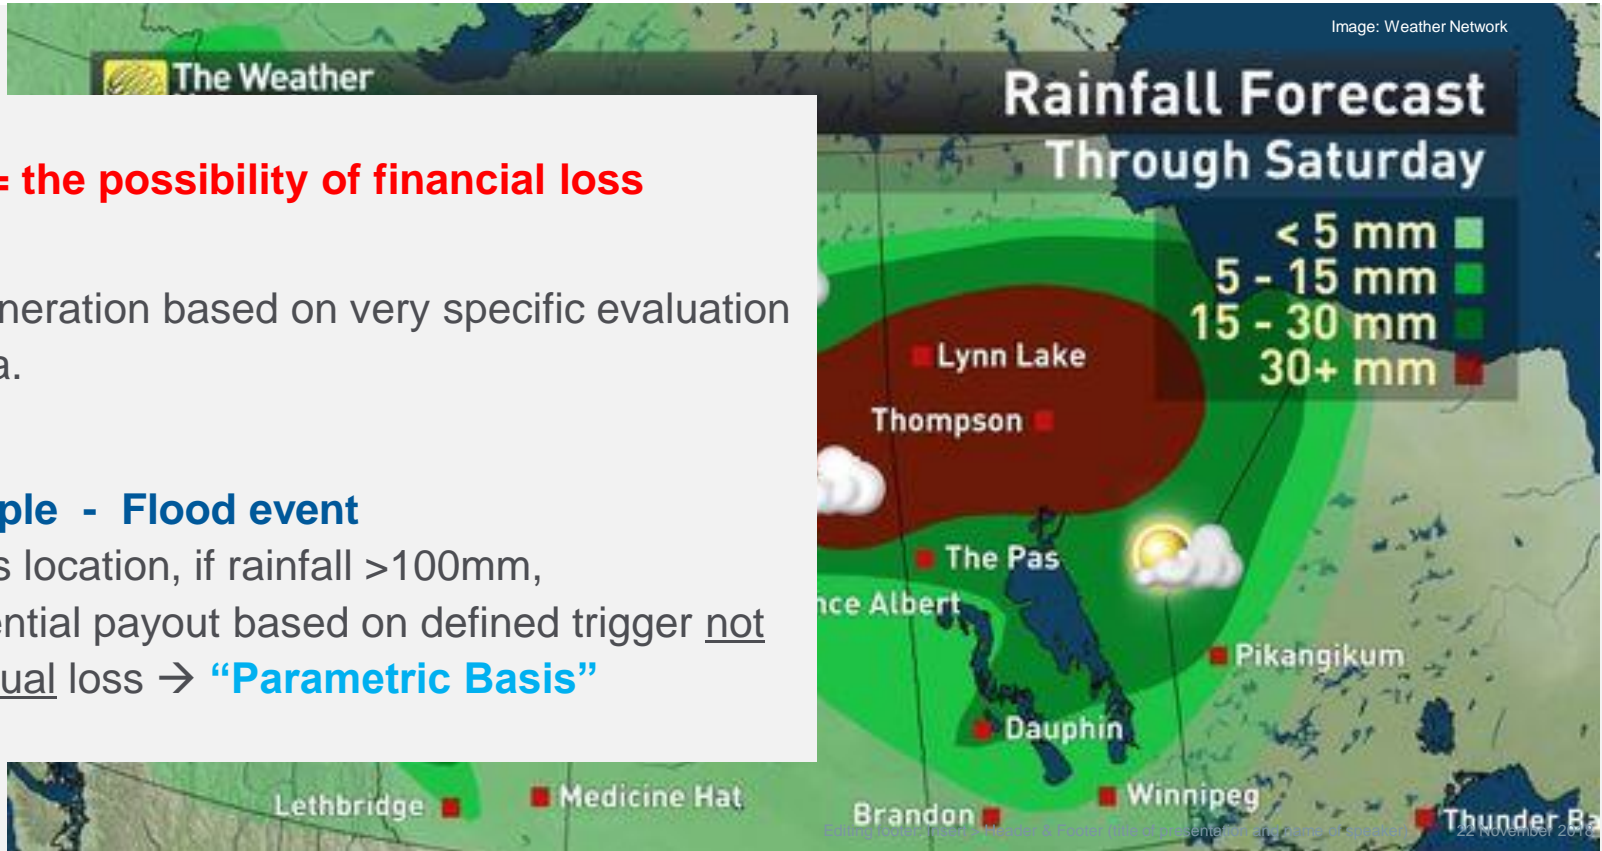 Image: Weather Network
The Weather
Rainfall Forecast
Through Saturday
< 5 mm
5 - 15 mm
15 - 30 mm
30+ mm
= the possibility of financial loss
neration based on very specific evaluation
a.
ple - Flood event
s location, if rainfall >100mm,
ential payout based on defined trigger not
ual loss → “Parametric Basis”
Lynn Lake
Thompson
The Pas
nce Albert
Pikangikum
Dauphin
Lethbridge
Medicine Hat
Brandon
Winnipeg
Thunder Ba
22 November 2018